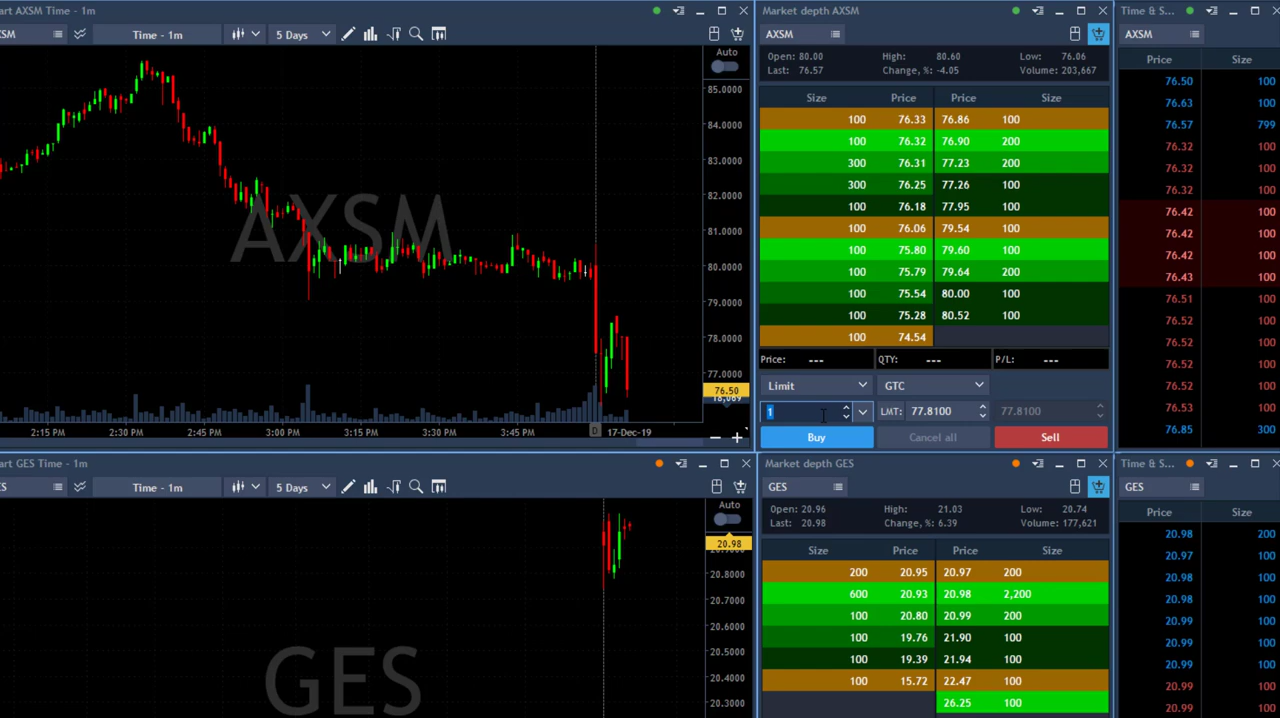 art AXSM Time - 1m
XSM Time - 1m 5 Days
Auto
85.0000
84.0000
83.0000
82.0000
81.0000
80.0000
79.0000
78.0000
77.0000
76.50
AXSM
2:15 PM 2:30 PM 2:45 PM 3:00 PM 3:15 PM 3:30 PM 3:45 PM D 17-Dec-19
Market depth AXSM
AXSM
Open: 80.00 High: 80.60 Low: 76.06
Last: 76.57 Change, %: -4.05 Volume: 203,667
Size Price Price Size
100 76.33 76.86 100
100 76.32 76.90 200
300 76.31 77.23 200
300 76.25 77.26 100
100 76.18 77.95 100
100 76.06 79.54 100
100 75.80 79.60 100
100 75.79 79.64 200
100 75.54 80.00 100
100 75.28 80.52 100
100 74.54
Price: --- QTY: --- P/L: ---
Limit GTC
1 LMT: 77.8100 77.8100
Buy Cancel all Sell
Time & S...
AXSM
Price Size
76.50 100
76.63 100
76.57 799
76.32 100
76.32 100
76.32 100
76.42 100
76.42 100
76.42 100
76.43 100
76.51 100
76.52 100
76.52 100
76.52 100
76.52 100
76.53 100
76.85 300
art GES Time - 1m
ES Time - 1m 5 Days
Auto
20.98
20.8000
20.7000
20.6000
20.5000
20.4000
20.3000
GES
Market depth GES
GES
Open: 20.96 High: 21.03 Low: 20.74
Last: 20.98 Change, %: 6.39 Volume: 177,621
Size Price Price Size
200 20.95 20.97 200
600 20.93 20.98 2,200
100 20.80 20.99 200
100 19.76 21.90 100
100 19.39 21.94 100
100 15.72 22.47 100
26.25 100
Time & S...
GES
Price Size
20.98 200
20.97 100
20.98 100
20.98 100
20.99 100
20.99 100
20.99 100
20.99 100
20.99 100